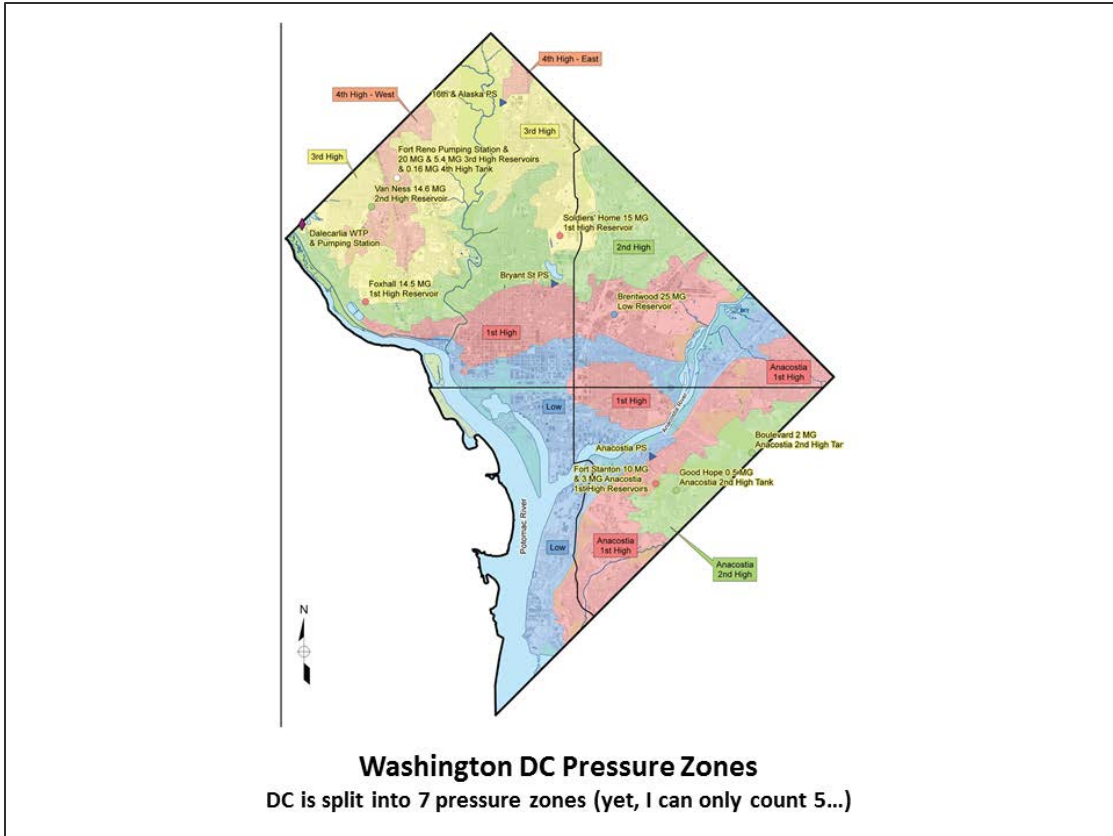 4th High - East
4th High - West
16th & Alaska PS
3rd High
3rd High
Fort Reno Pumping Station &
20 MG & 5.4 MG 3rd High Reservoirs
& 0.16 MG 4th High Tank
Van Ness 14.6 MG
2nd High Reservoir
Dalecarlia WTP
& Pumping Station
Soldiers' Home 15 MG
1st High Reservoir
2nd High
Bryant St PS
Foxhall 14.5 MG
1st High Reservoir
Brentwood 25 MG
Low Reservoir
1st High
Anacostia
1st High
1st High
Low
Anacostia River
Anacostia PS
Boulevard 2 MG
Anacostia 2nd High Tar
Fort Stanton 10 MG
& 3 MG Anacostia
1st High Reservoirs
Good Hope 0.5 MG
Anacostia 2nd High Tank
Potomac River
Low
Anacostia
1st High
Anacostia
2nd High
N
Washington DC Pressure Zones
DC is split into 7 pressure zones (yet, I can only count 5...)